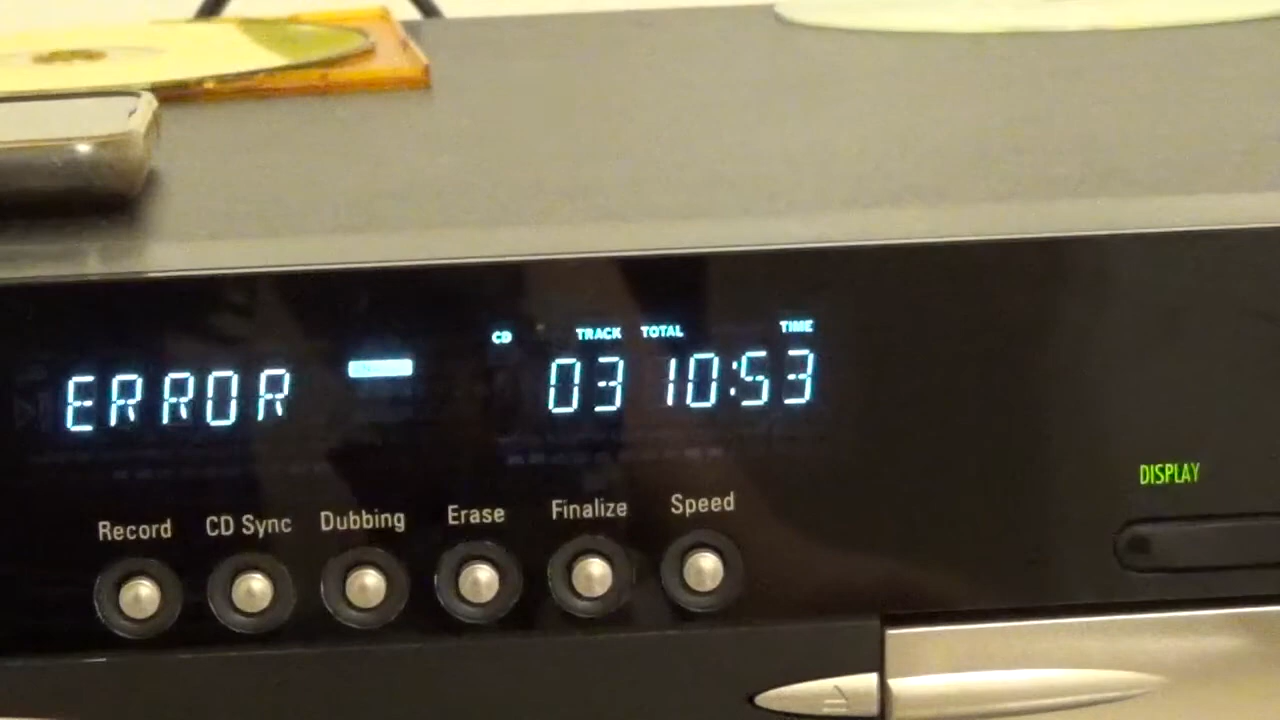 CD TRACK TOTAL TIME
ERROR 03 10:53
DISPLAY
Record CD Sync Dubbing Erase Finalize Speed